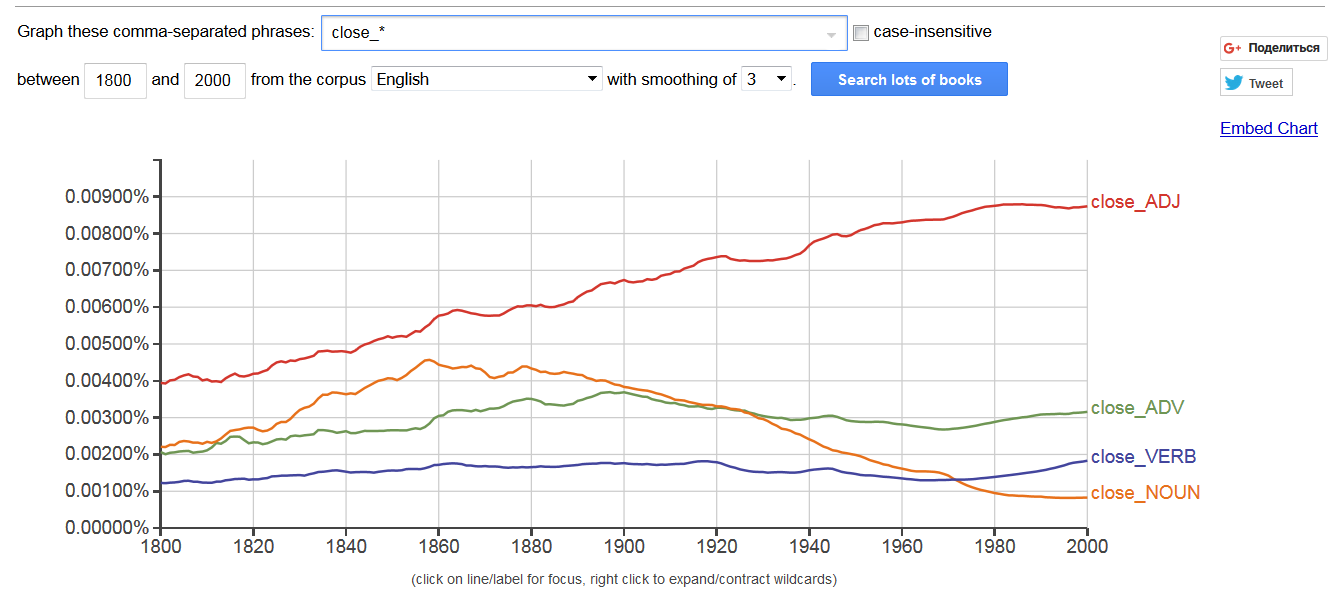 Graph these comma-separated phrases: close_* case-insensitive
between 1800 and 2000 from the corpus English with smoothing of 3 . Search lots of books
G+ Поделиться
Tweet
Embed Chart
0.00900%
0.00800%
0.00700%
0.00600%
0.00500%
0.00400%
0.00300%
0.00200%
0.00100%
0.00000%
close_ADJ
close_ADV
close_VERB
close_NOUN
1800 1820 1840 1860 1880 1900 1920 1940 1960 1980 2000
(click on line/label for focus, right click to expand/contract wildcards)